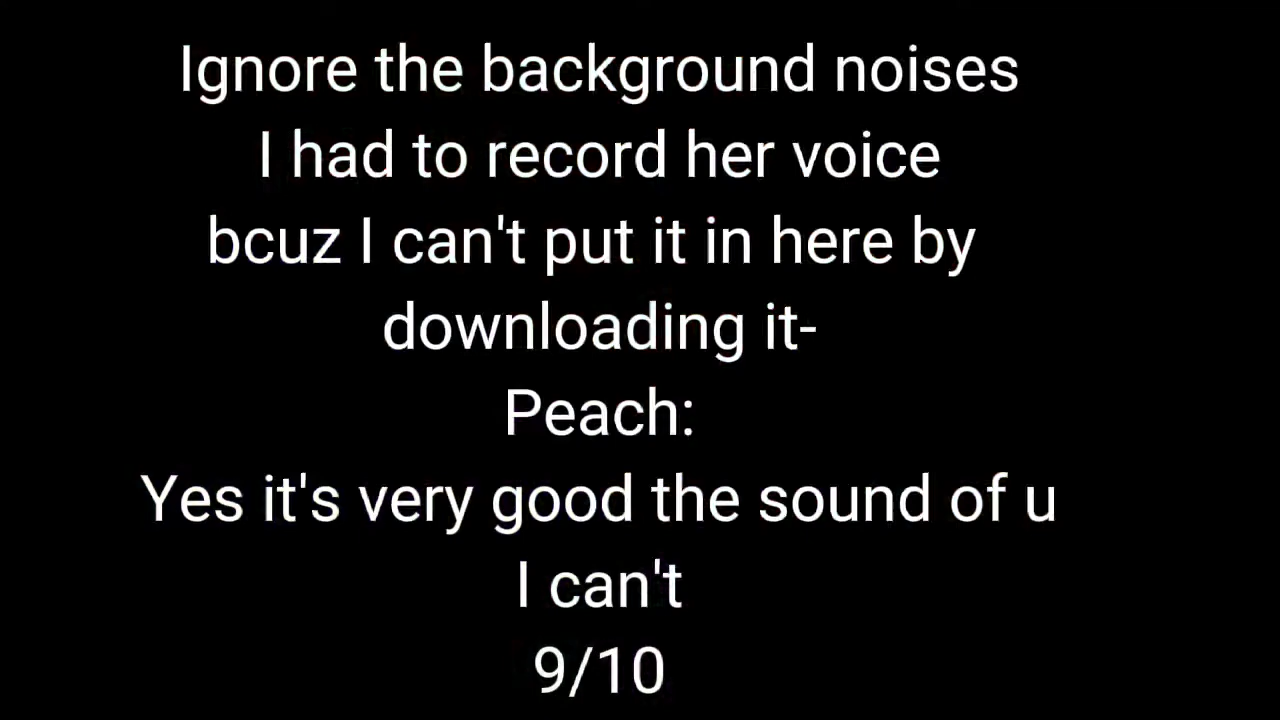 Ignore the background noises
I had to record her voice
bcuz I can't put it in here by
downloading it-
Peach:
Yes it's very good the sound of u
I can't
9/10